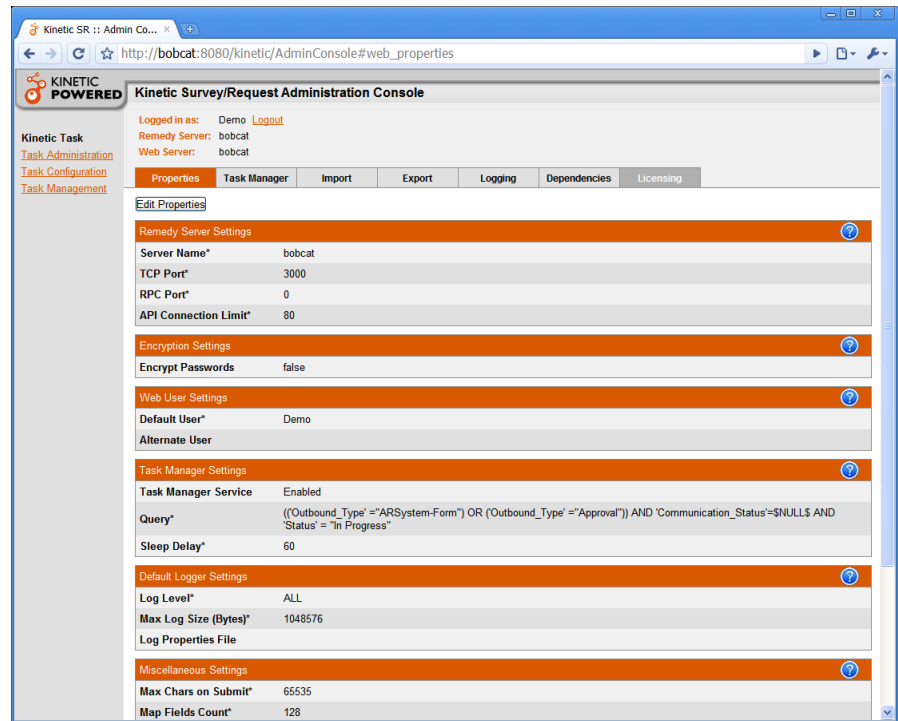 Kinetic SR :: Admin Co...
http://bobcat:8080/kinetic/AdminConsole#web_properties
KINETIC
POWERED
Kinetic Survey/Request Administration Console
Logged in as: Demo Logout
Remedy Server: bobcat
Web Server: bobcat
Kinetic Task
Task Administration
Task Configuration
Task Management
Properties Task Manager Import Export Logging Dependencies Licensing
Edit Properties
Remedy Server Settings ?
Server Name* bobcat
TCP Port* 3000
RPC Port* 0
API Connection Limit* 80
Encryption Settings ?
Encrypt Passwords false
Web User Settings ?
Default User* Demo
Alternate User
Task Manager Settings ?
Task Manager Service Enabled
Query* (('Outbound_Type' ="ARSystem-Form") OR ('Outbound_Type' ="Approval")) AND 'Communication_Status'=$NULL$ AND
'Status' = "In Progress"
Sleep Delay* 60
Default Logger Settings ?
Log Level* ALL
Max Log Size (Bytes)* 1048576
Log Properties File
Miscellaneous Settings ?
Max Chars on Submit* 65535
Map Fields Count* 128